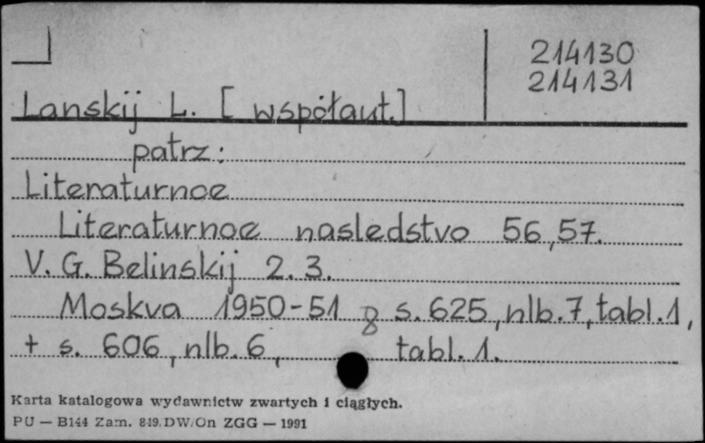 214130
214131
Lanskij L. [współaut.]
patrz:
Literaturnoe
Literaturnoe nasledstvo 56,57.
V. G. Belinskij 2. 3.
Moskva 1950-51 8 s. 625, nlb. 7, tabl. 1,
+ s. 606, nlb. 6, tabl. 1.
Karta katalogowa wydawnictw zwartych i ciągłych.
PU — B144 Zam. 849/DW/On ZGG — 1991